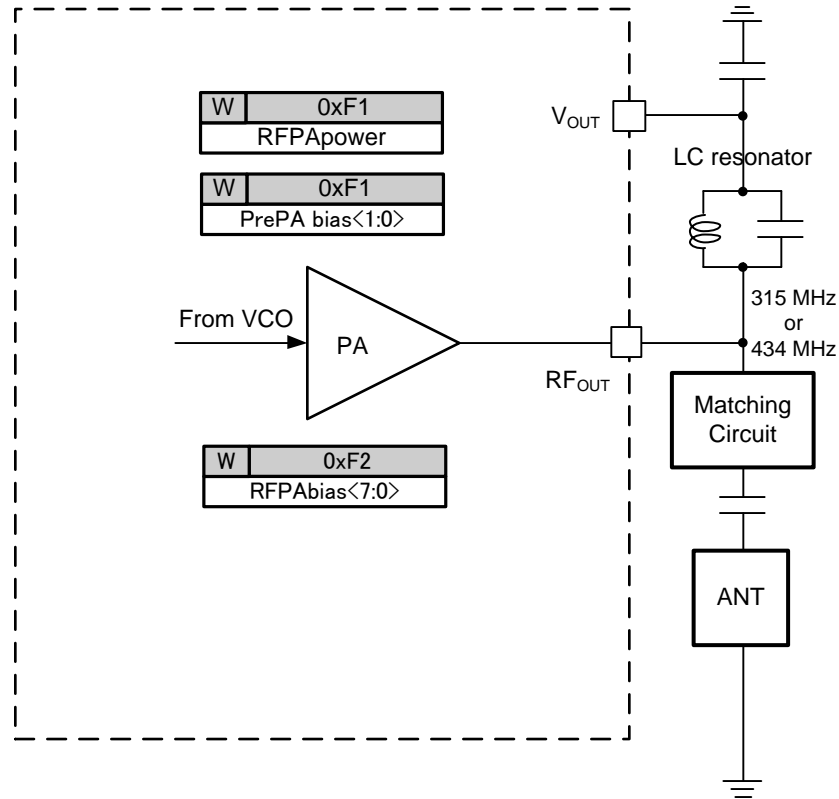 W 0xF1
RFPApower
W 0xF1
PrePA bias<1:0>
From VCO
PA
W 0xF2
RFPAbias<7:0>
VOUT
LC resonator
315 MHz
or
434 MHz
RFOUT
Matching
Circuit
ANT